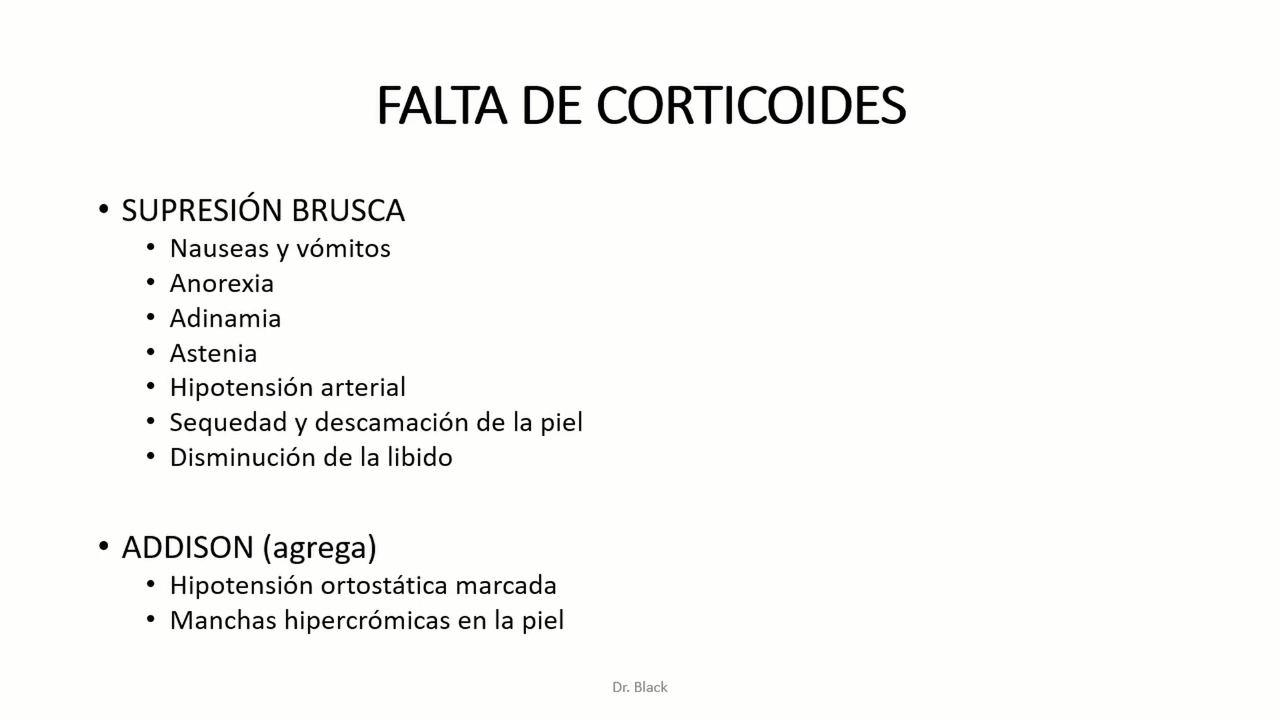 FALTA DE CORTICOIDES
• SUPRESIÓN BRUSCA
• Nauseas y vómitos
• Anorexia
• Adinamia
• Astenia
• Hipotensión arterial
• Sequedad y descamación de la piel
• Disminución de la libido
• ADDISON (agrega)
• Hipotensión ortostática marcada
• Manchas hipercrómicas en la piel
Dr. Black